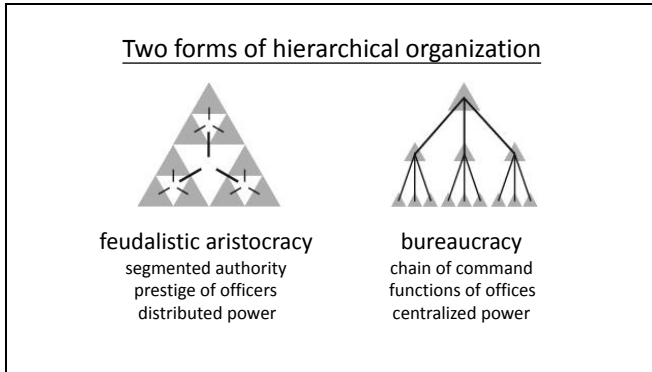 Two forms of hierarchical organization
feudalistic aristocracy
segmented authority
prestige of officers
distributed power
bureaucracy
chain of command
functions of offices
centralized power